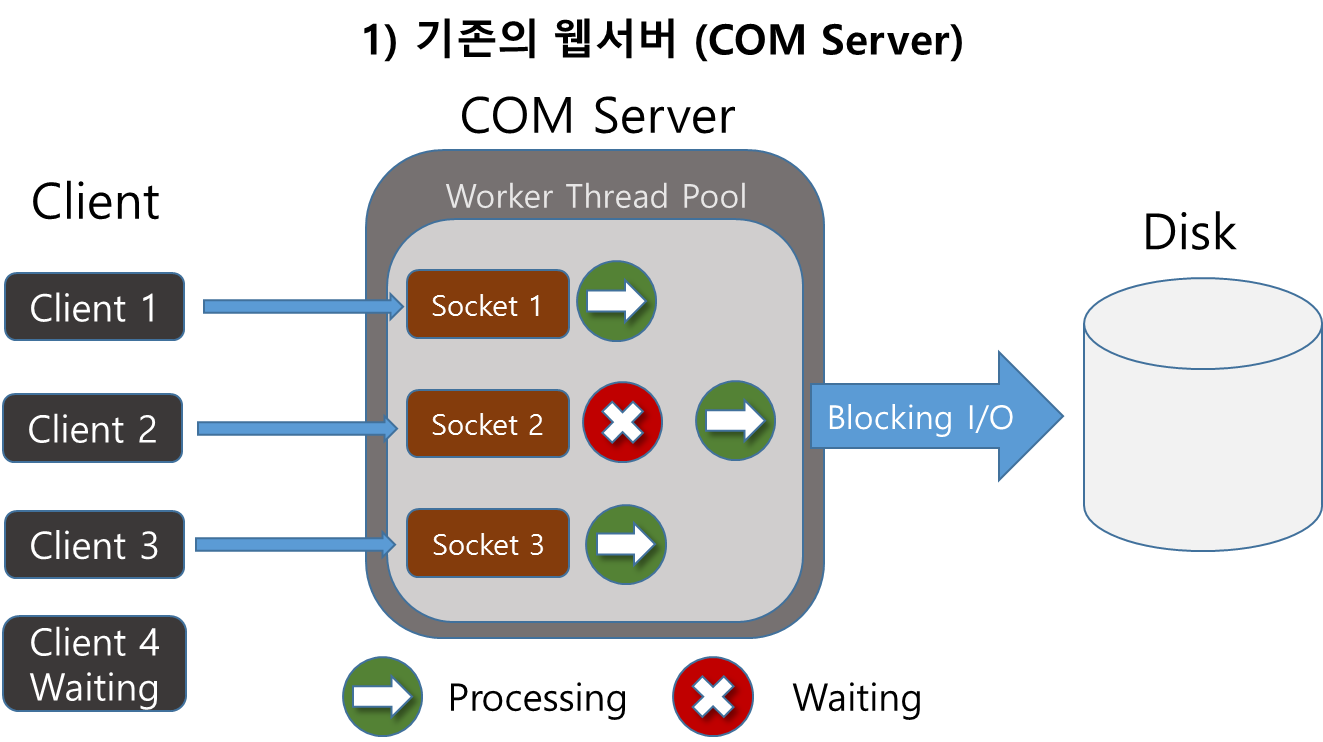 1) 기존의 웹서버 (COM Server)
COM Server
Worker Thread Pool
Client
Disk
Client 1
Socket 1
Client 2
Socket 2
Blocking I/O
Client 3
Socket 3
Client 4
Waiting
Processing
Waiting